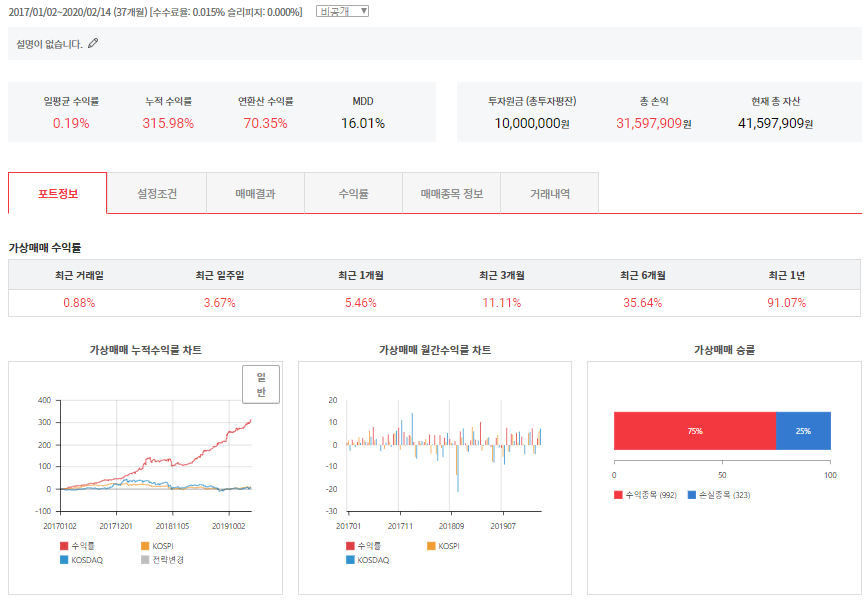 2017/01/02~2020/02/14 (37개월) [수수료율: 0.015% 슬리피지: 0.000%] 비공개
설명이 없습니다.
일평균 수익률 누적 수익률 연환산 수익률 MDD
0.19% 315.98% 70.35% 16.01%
투자원금 (총투자평잔) 총 손익 현재 총 자산
10,000,000원 31,597,909원 41,597,909원
포트정보 설정조건 매매결과 수익률 매매종목 정보 거래내역
가상매매 수익률
최근 거래일 최근 일주일 최근 1개월 최근 3개월 최근 6개월 최근 1년
0.88% 3.67% 5.46% 11.11% 35.64% 91.07%
가상매매 누적수익률 차트
일
반
400
300
200
100
0
-100
20170102 20171201 20181105 20191002
수익률 KOSPI
KOSDAQ 전략변경
가상매매 월간수익률 차트
20
10
0
-10
-20
-30
201701 201711 201809 201907
수익률 KOSPI
KOSDAQ
가상매매 승률
75% 25%
0 50 100
수익종목 (992) 손실종목 (323)